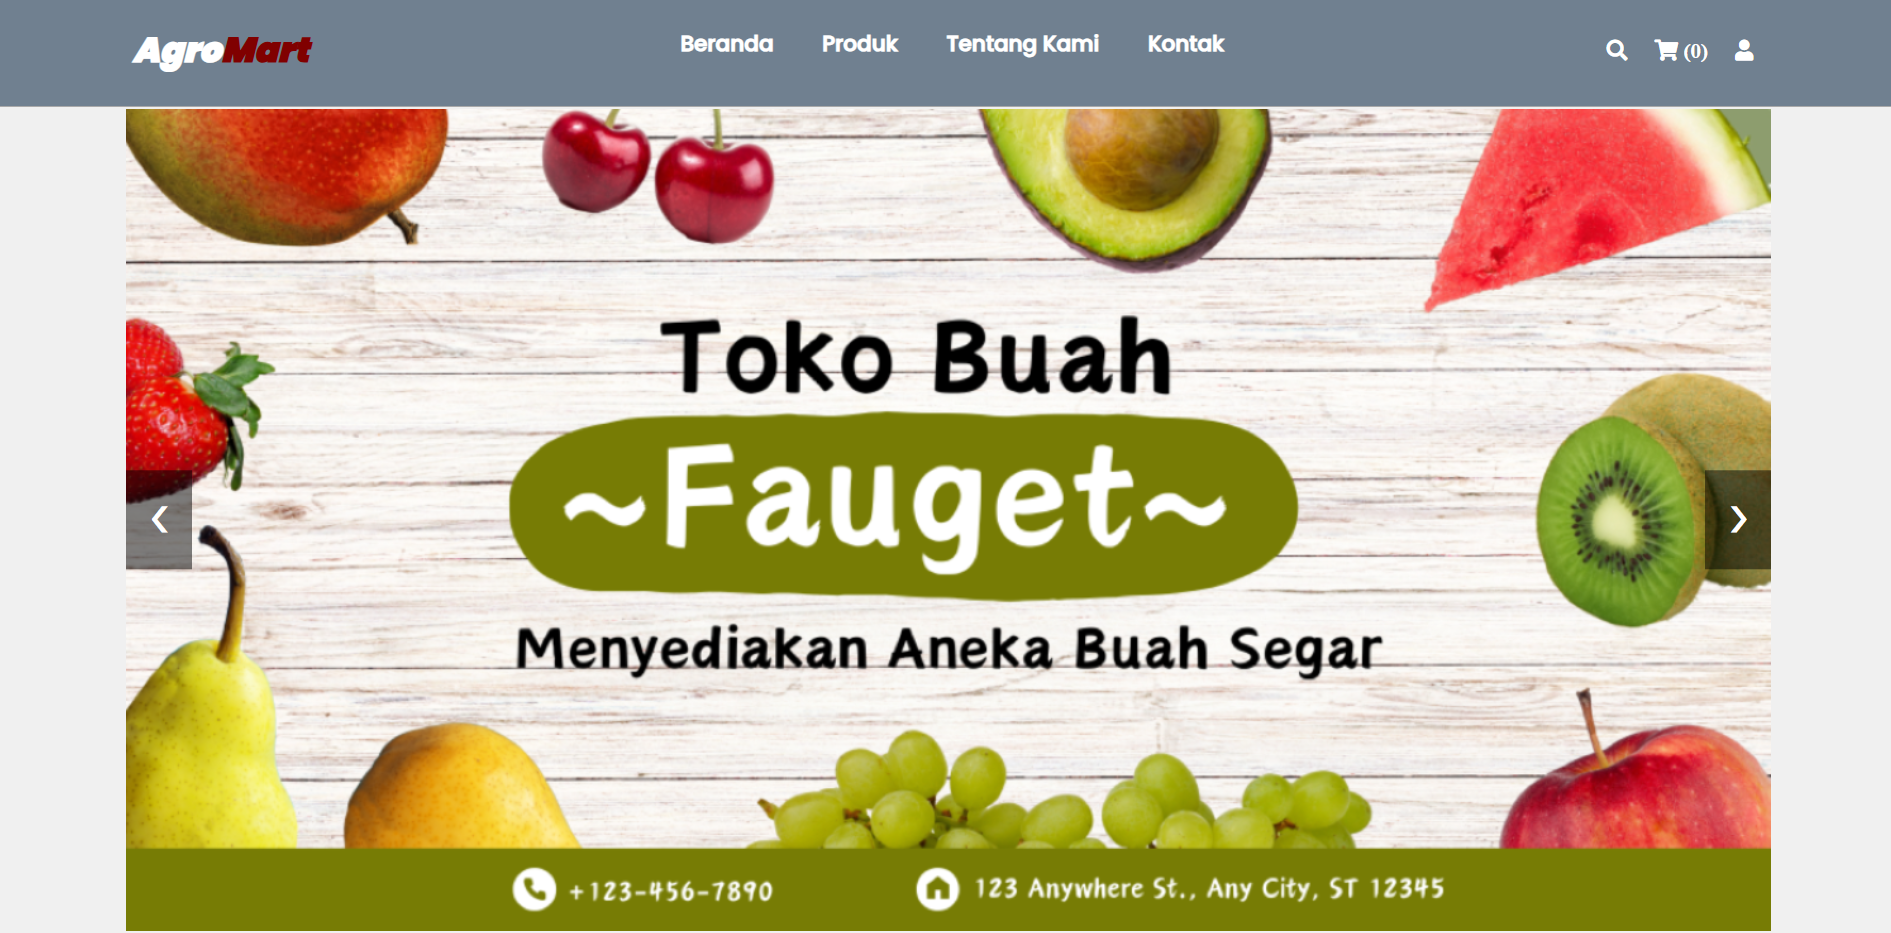 AgroMart
Beranda Produk Tentang Kami Kontak
(0)
Toko Buah
~Fauget~
Menyediakan Aneka Buah Segar
+123-456-7890
123 Anywhere St., Any City, ST 12345